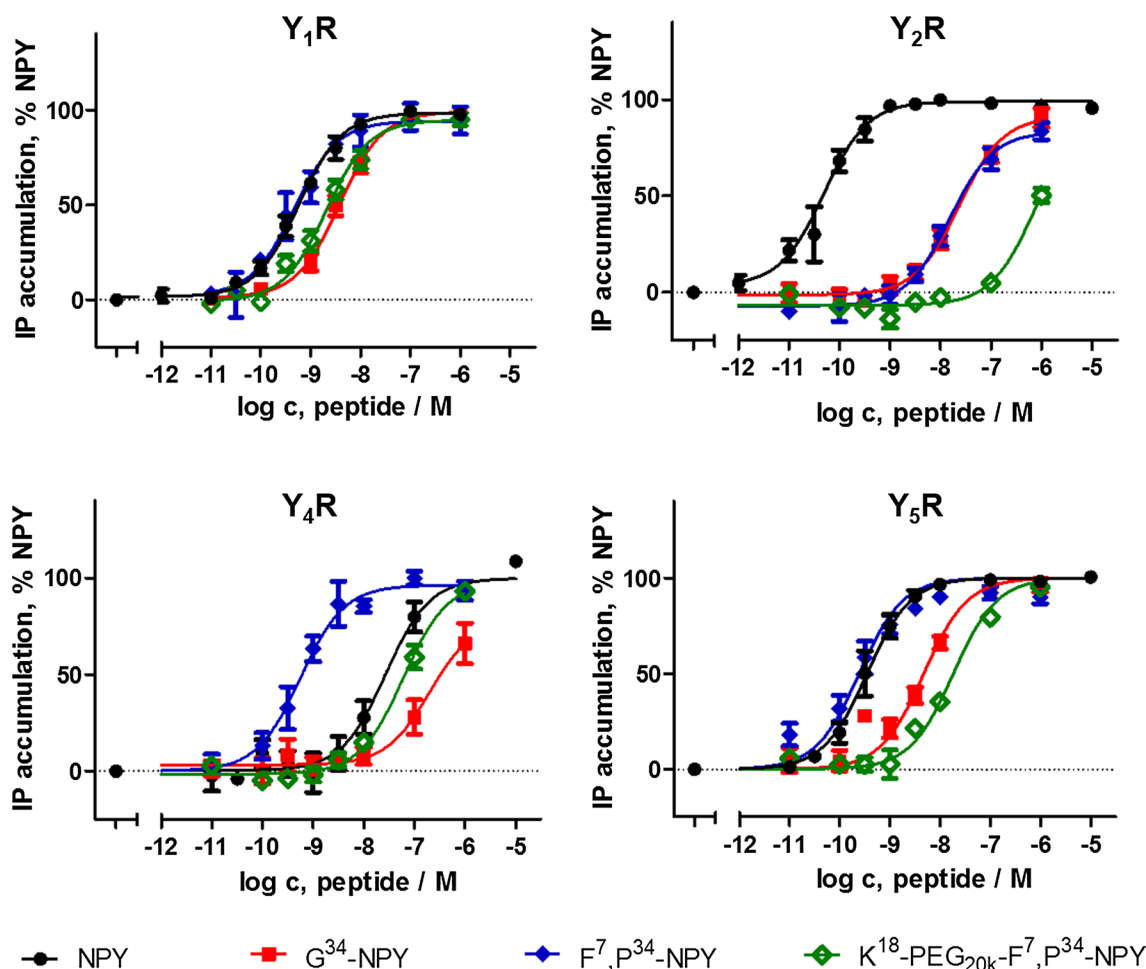 Y1R
IP accumulation, % NPY
100
50
0
-12 -11 -10 -9 -8 -7 -6 -5
log c, peptide / M
Y2R
IP accumulation, % NPY
100
50
0
-12 -11 -10 -9 -8 -7 -6 -5
log c, peptide / M
Y4R
IP accumulation, % NPY
100
50
0
-12 -11 -10 -9 -8 -7 -6 -5
log c, peptide / M
Y5R
IP accumulation, % NPY
100
50
0
-12 -11 -10 -9 -8 -7 -6 -5
log c, peptide / M
NPY G34-NPY F7,P34-NPY K18-PEG20k-F7,P34-NPY